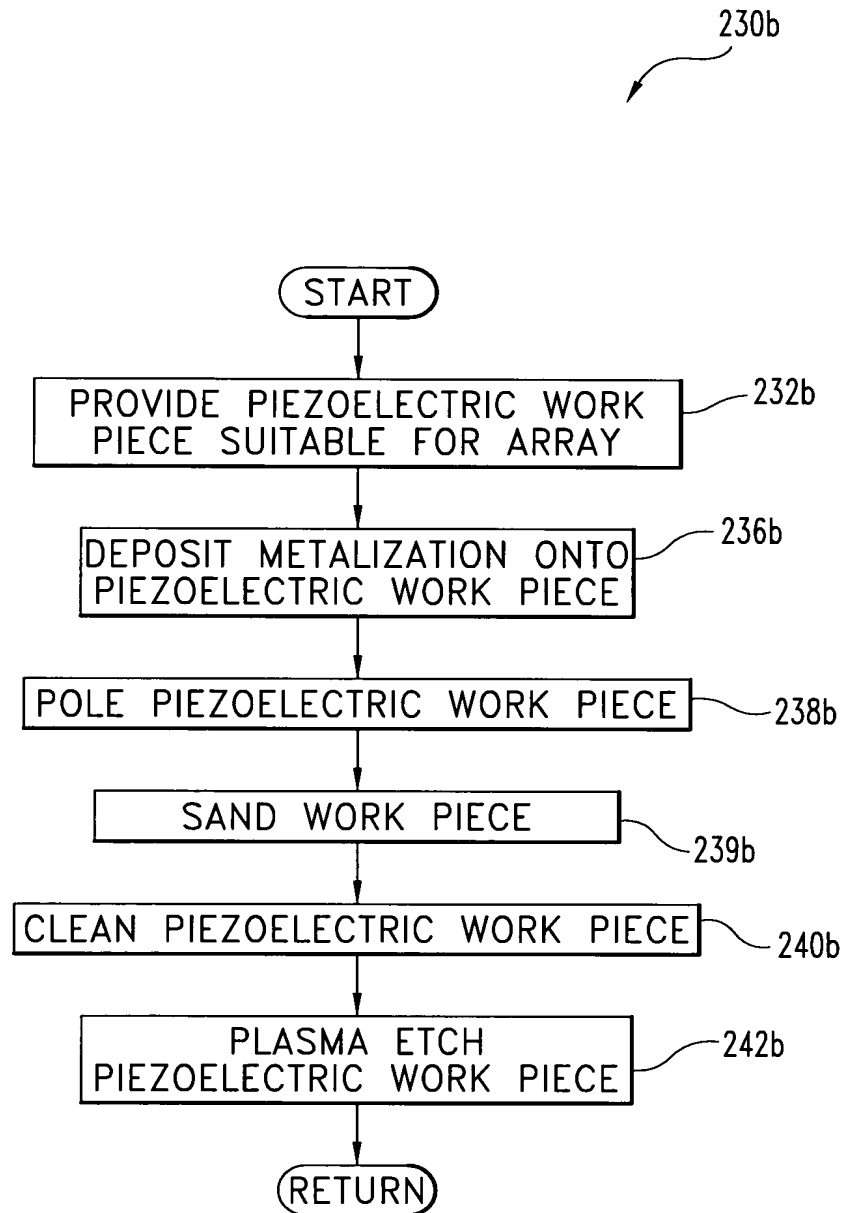 230b
START
PROVIDE PIEZOELECTRIC WORK
PIECE SUITABLE FOR ARRAY
232b
DEPOSIT METALIZATION ONTO
PIEZOELECTRIC WORK PIECE
236b
POLE PIEZOELECTRIC WORK PIECE
238b
SAND WORK PIECE
239b
CLEAN PIEZOELECTRIC WORK PIECE
240b
PLASMA ETCH
PIEZOELECTRIC WORK PIECE
242b
RETURN